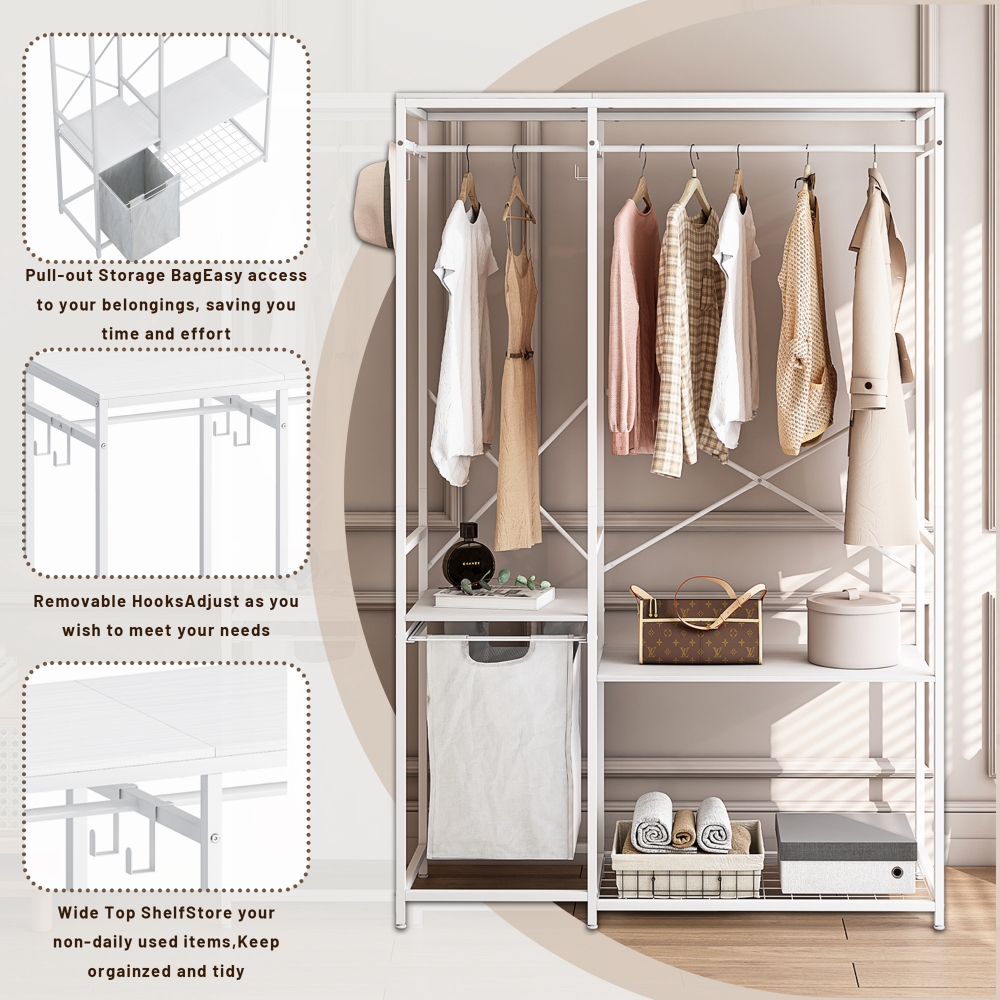 Pull-out Storage BagEasy access
to your belongings, saving you
time and effort
Removable HooksAdjust as you
wish to meet your needs
Wide Top ShelfStore your
non-daily used items,Keep
orgainzed and tidy